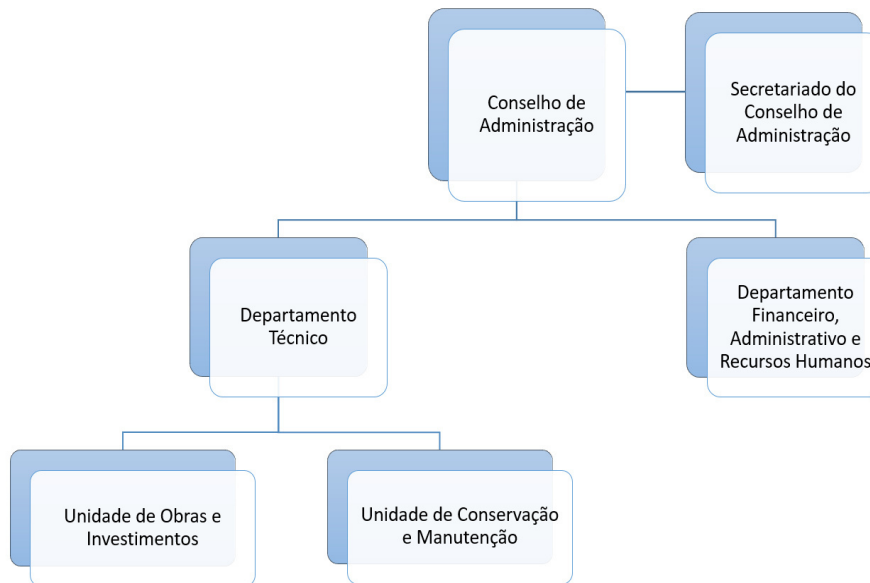 Conselho de
Administração
Secretariado do
Conselho de
Administração
Departamento
Técnico
Departamento
Financeiro,
Administrativo e
Recursos Humanos
Unidade de Obras e
Investimentos
Unidade de Conservação
e Manutenção